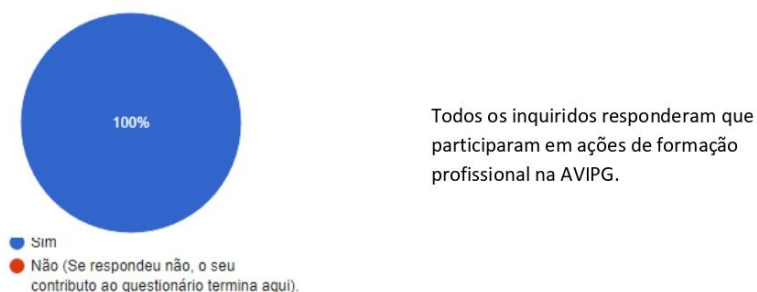 100%
Sim
Não (Se respondeu não, o seu
contributo ao questionário termina aqui).
Todos os inquiridos responderam que
participaram em ações de formação
profissional na AVIPG.